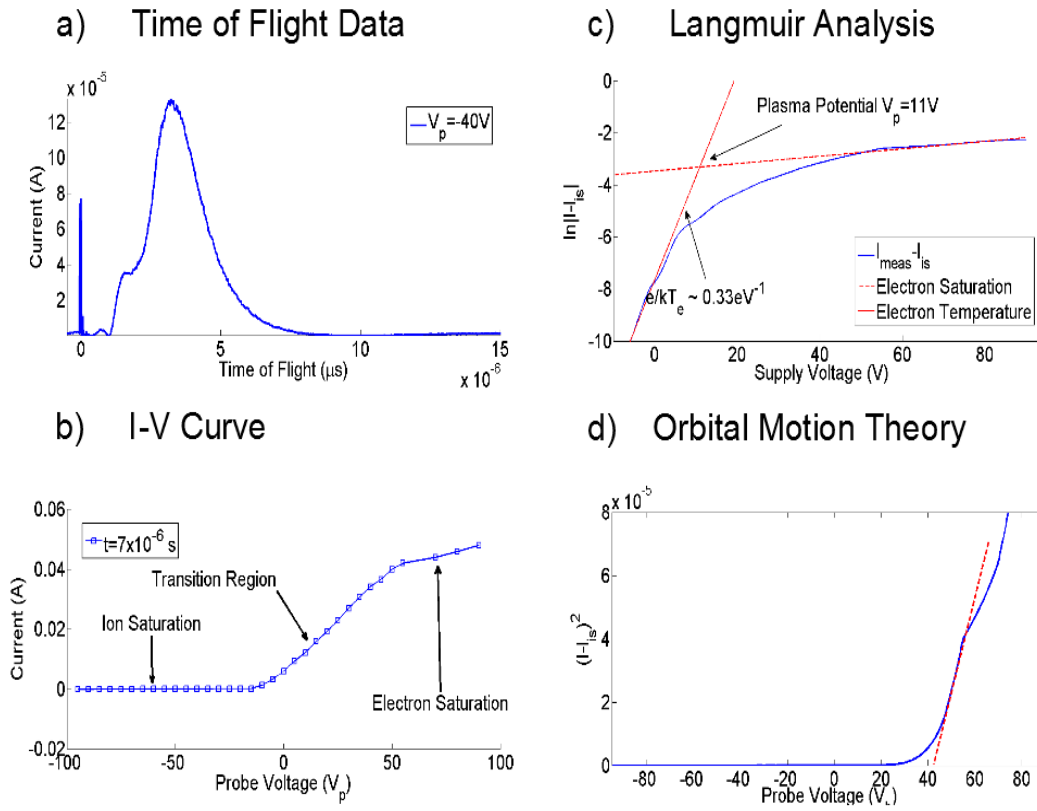 a) Time of Flight Data
x 10^-5
12
10
8
6
4
2
Current (A)
V_p=-40V
0
5
10
15
Time of Flight (µs)
x 10^-6
c) Langmuir Analysis
0
-2
-4
-6
-8
-10
ln|I-I_is|
Plasma Potential V_p=11V
e/kT_e ~ 0.33eV^-1
I_meas-I_is
Electron Saturation
Electron Temperature
0
20
40
60
80
Supply Voltage (V)
b) I-V Curve
0.06
0.04
0.02
0
-0.02
Current (A)
t=7x10^-6 s
Transition Region
Ion Saturation
Electron Saturation
-100
-50
0
50
100
Probe Voltage (V_p)
d) Orbital Motion Theory
x 10^-5
8
6
4
2
0
(I-I_is)^2
-80
-60
-40
-20
0
20
40
60
80
Probe Voltage